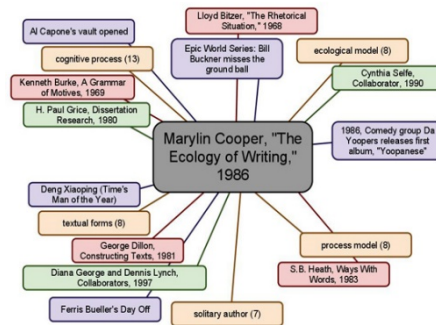 Lloyd Bitzer, "The Rhetorical
Situation," 1968
Al Capone's vault opened
cognitive process (13)
Epic World Series: Bill
Buckner misses the
ground ball
ecological model (8)
Kenneth Burke, A Grammar
of Motives, 1969
Cynthia Selfe,
Collaborator, 1990
H. Paul Grice, Dissertation
Research, 1980
Marylin Cooper, "The
Ecology of Writing,"
1986
1986, Comedy group Da
Yoopers releases first
album, "Yoopanese"
Deng Xiaoping (Time's
Man of the Year)
textual forms (8)
George Dillon,
Constructing Texts, 1981
process model (8)
Diana George and Dennis Lynch,
Collaborators, 1997
S.B. Heath, Ways With
Words, 1983
Ferris Bueller's Day Off
solitary author (7)